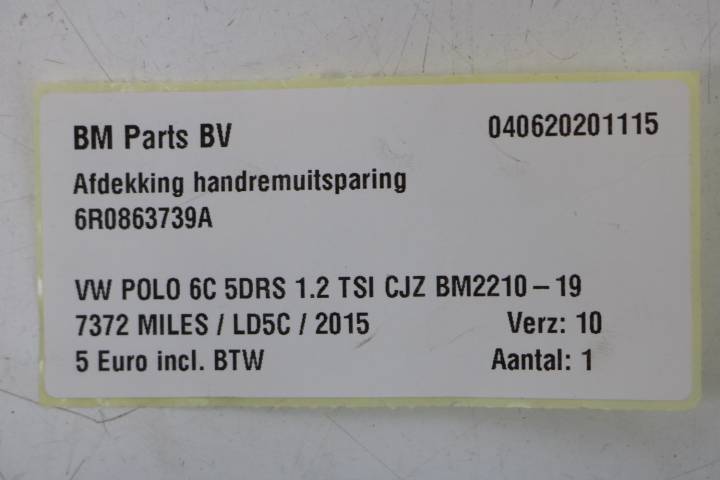 BM Parts BV 040620201115
Afdekking handremuitsparing
6R0863739A
VW POLO 6C 5DRS 1.2 TSI CJZ BM2210-19
7372 MILES / LD5C / 2015 Verz: 10
5 Euro incl. BTW Aantal: 1